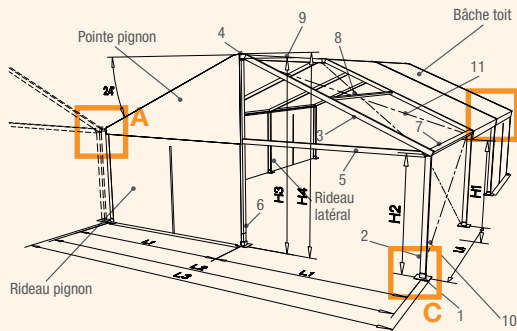 Bâche toit
Pointe pignon
4
9
8
11
24°
A
3
7
5
H3
H4
H2
H1
Rideau
latéral
6
2
L1
L2
L3
L1
L4
Rideau pignon
C
1
10